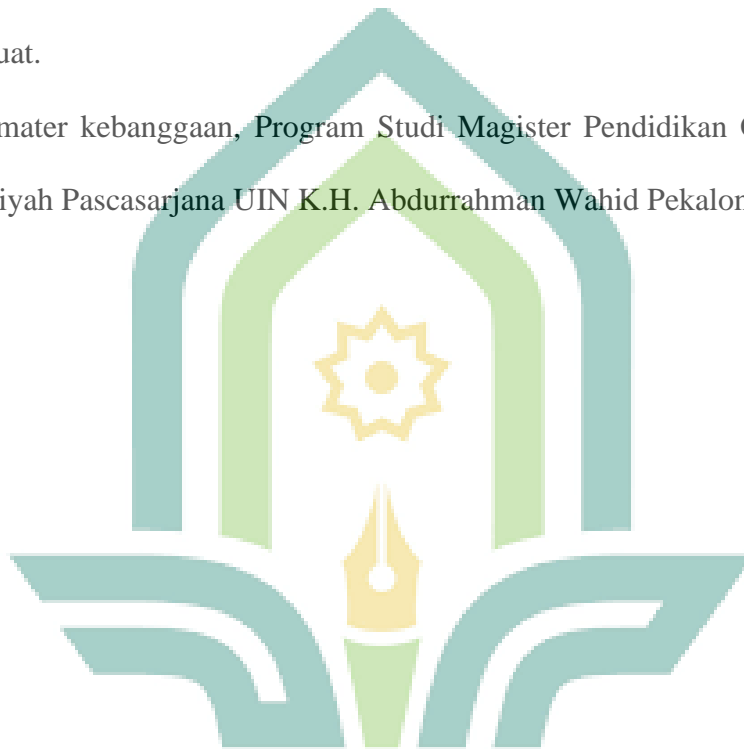 uat.
mater kebanggaan, Program Studi Magister Pendidikan
iyah Pascasarjana UIN K.H. Abdurrahman Wahid Pekalon